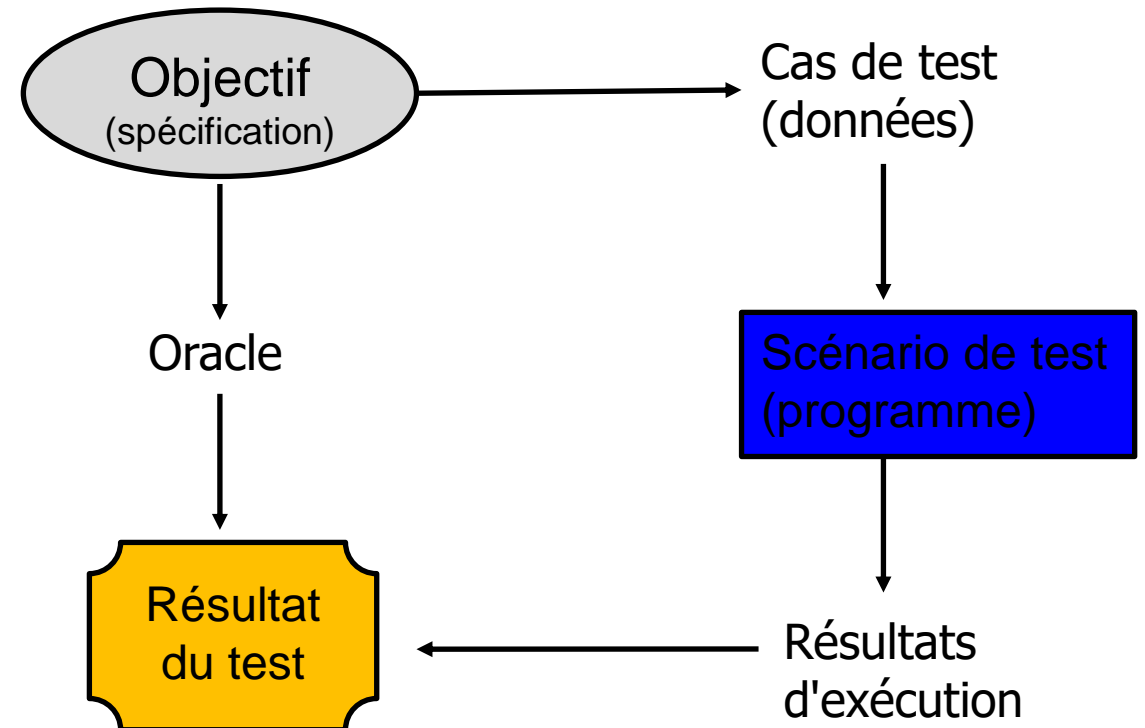 Objectif
(spécification)
Cas de test
(données)
Oracle
Scénario de test
(programme)
Résultat
du test
Résultats
d'exécution